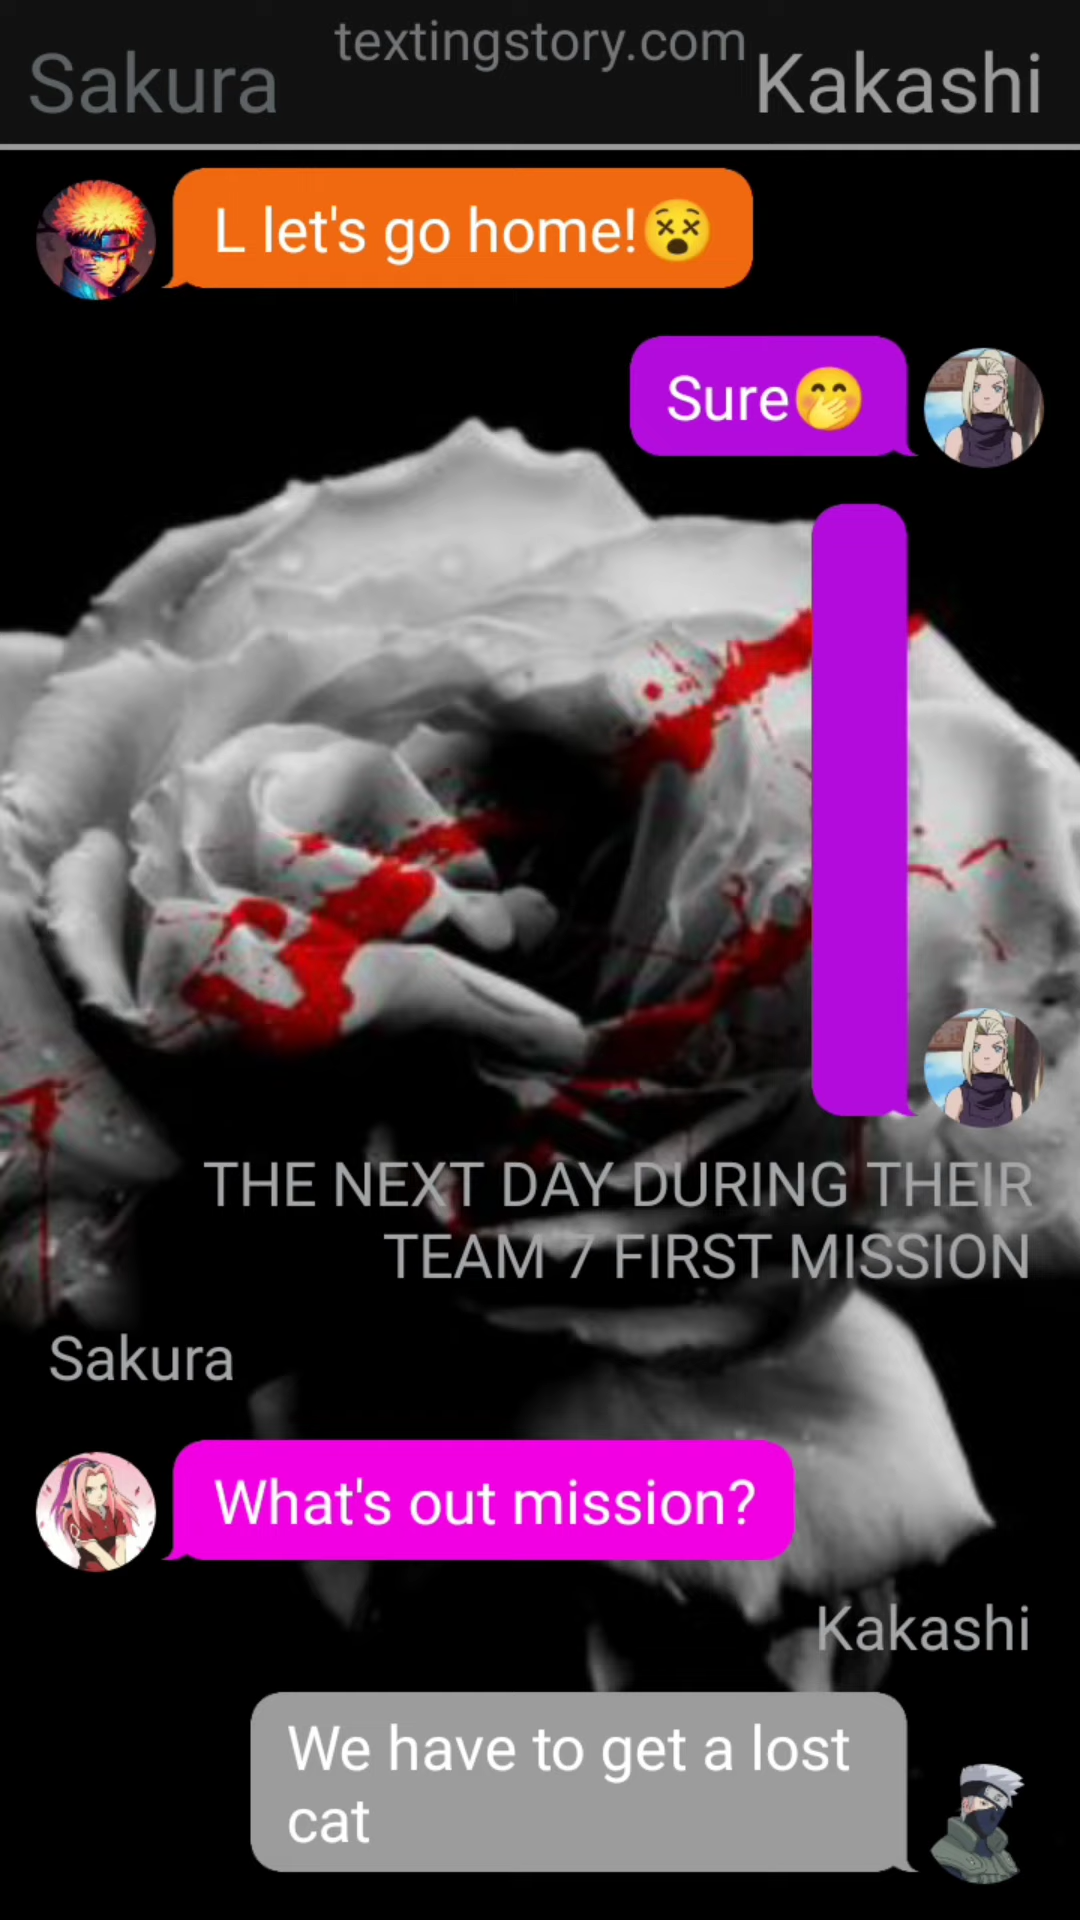 textingstory.com
Sakura
Kakashi
L let's go home!😵
Sure🤭
THE NEXT DAY DURING THEIR
TEAM 7 FIRST MISSION
Sakura
What's out mission?
Kakashi
We have to get a lost
cat